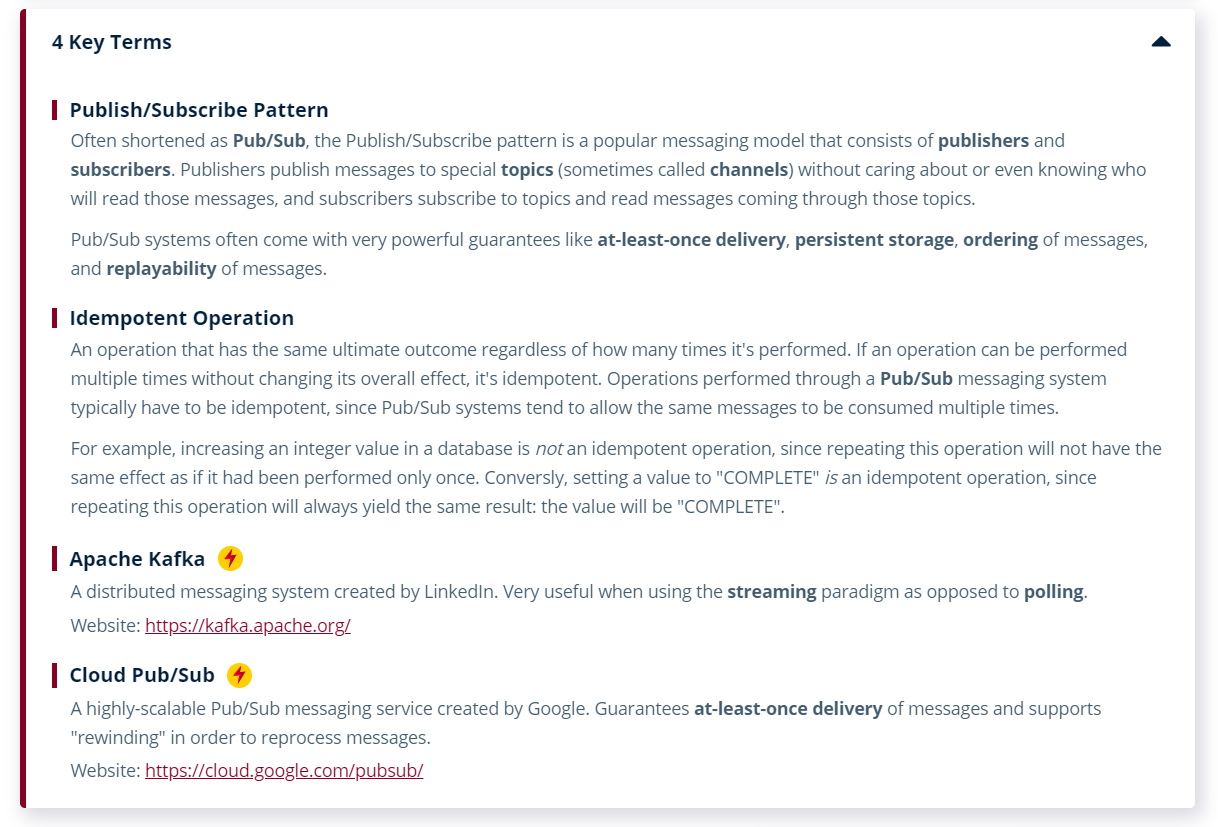 4 Key Terms
Publish/Subscribe Pattern
Often shortened as Pub/Sub, the Publish/Subscribe pattern is a popular messaging model that consists of publishers and
subscribers. Publishers publish messages to special topics (sometimes called channels) without caring about or even knowing who
will read those messages, and subscribers subscribe to topics and read messages coming through those topics.
Pub/Sub systems often come with very powerful guarantees like at-least-once delivery, persistent storage, ordering of messages,
and replayability of messages.
Idempotent Operation
An operation that has the same ultimate outcome regardless of how many times it's performed. If an operation can be performed
multiple times without changing its overall effect, it's idempotent. Operations performed through a Pub/Sub messaging system
typically have to be idempotent, since Pub/Sub systems tend to allow the same messages to be consumed multiple times.
For example, increasing an integer value in a database is not an idempotent operation, since repeating this operation will not have the
same effect as if it had been performed only once. Conversly, setting a value to "COMPLETE" is an idempotent operation, since
repeating this operation will always yield the same result: the value will be "COMPLETE".
Apache Kafka
A distributed messaging system created by LinkedIn. Very useful when using the streaming paradigm as opposed to polling.
Website: https://kafka.apache.org/
Cloud Pub/Sub
A highly-scalable Pub/Sub messaging service created by Google. Guarantees at-least-once delivery of messages and supports
"rewinding" in order to reprocess messages.
Website: https://cloud.google.com/pubsub/